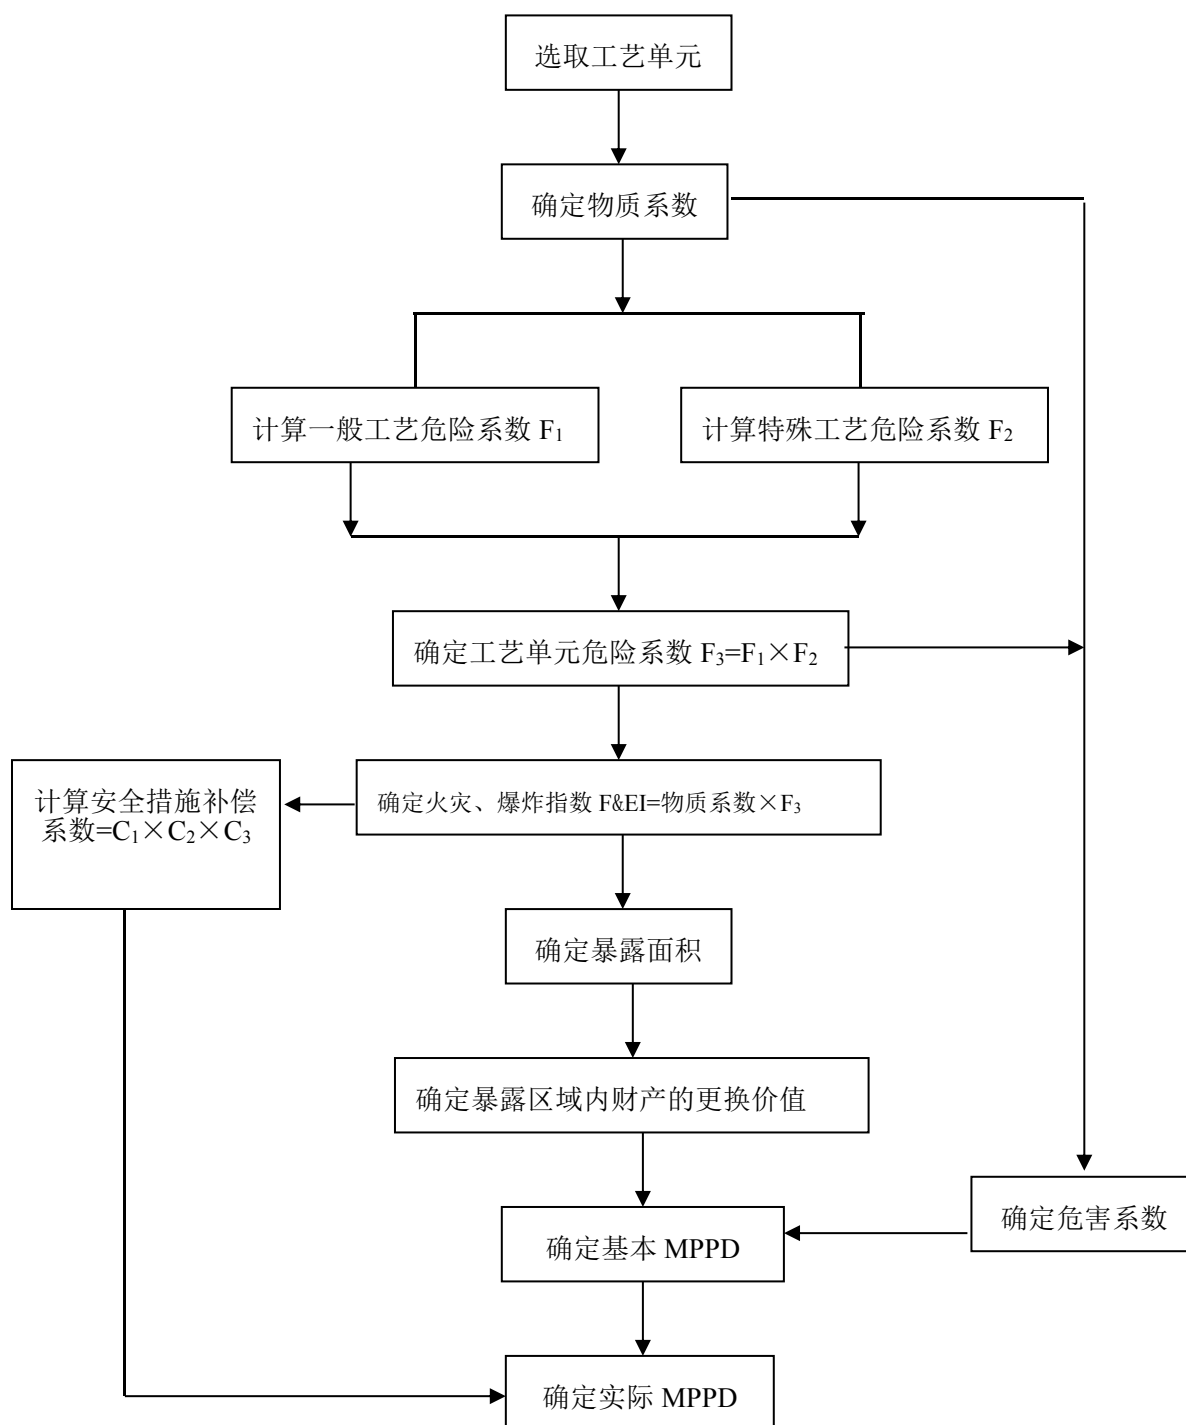 选取工艺单元
确定物质系数
计算一般工艺危险系数 F₁
计算特殊工艺危险系数 F₂
确定工艺单元危险系数 F₃=F₁×F₂
计算安全措施补偿
系数=C₁×C₂×C₃
确定火灾、爆炸指数 F&EI=物质系数×F₃
确定暴露面积
确定暴露区域内财产的更换价值
确定危害系数
确定基本 MPPD
确定实际 MPPD